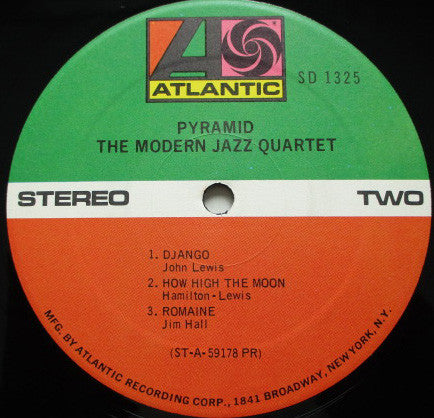 ATLANTIC
SD 1325
PYRAMID
THE MODERN JAZZ QUARTET
STEREO
TWO
1. DJANGO
John Lewis
2. HOW HIGH THE MOON
Hamilton-Lewis
3. ROMAINE
Jim Hall
(ST-A-59178 PR)
MFG. BY ATLANTIC RECORDING CORP., 1841 BROADWAY, NEW YORK, N.Y.